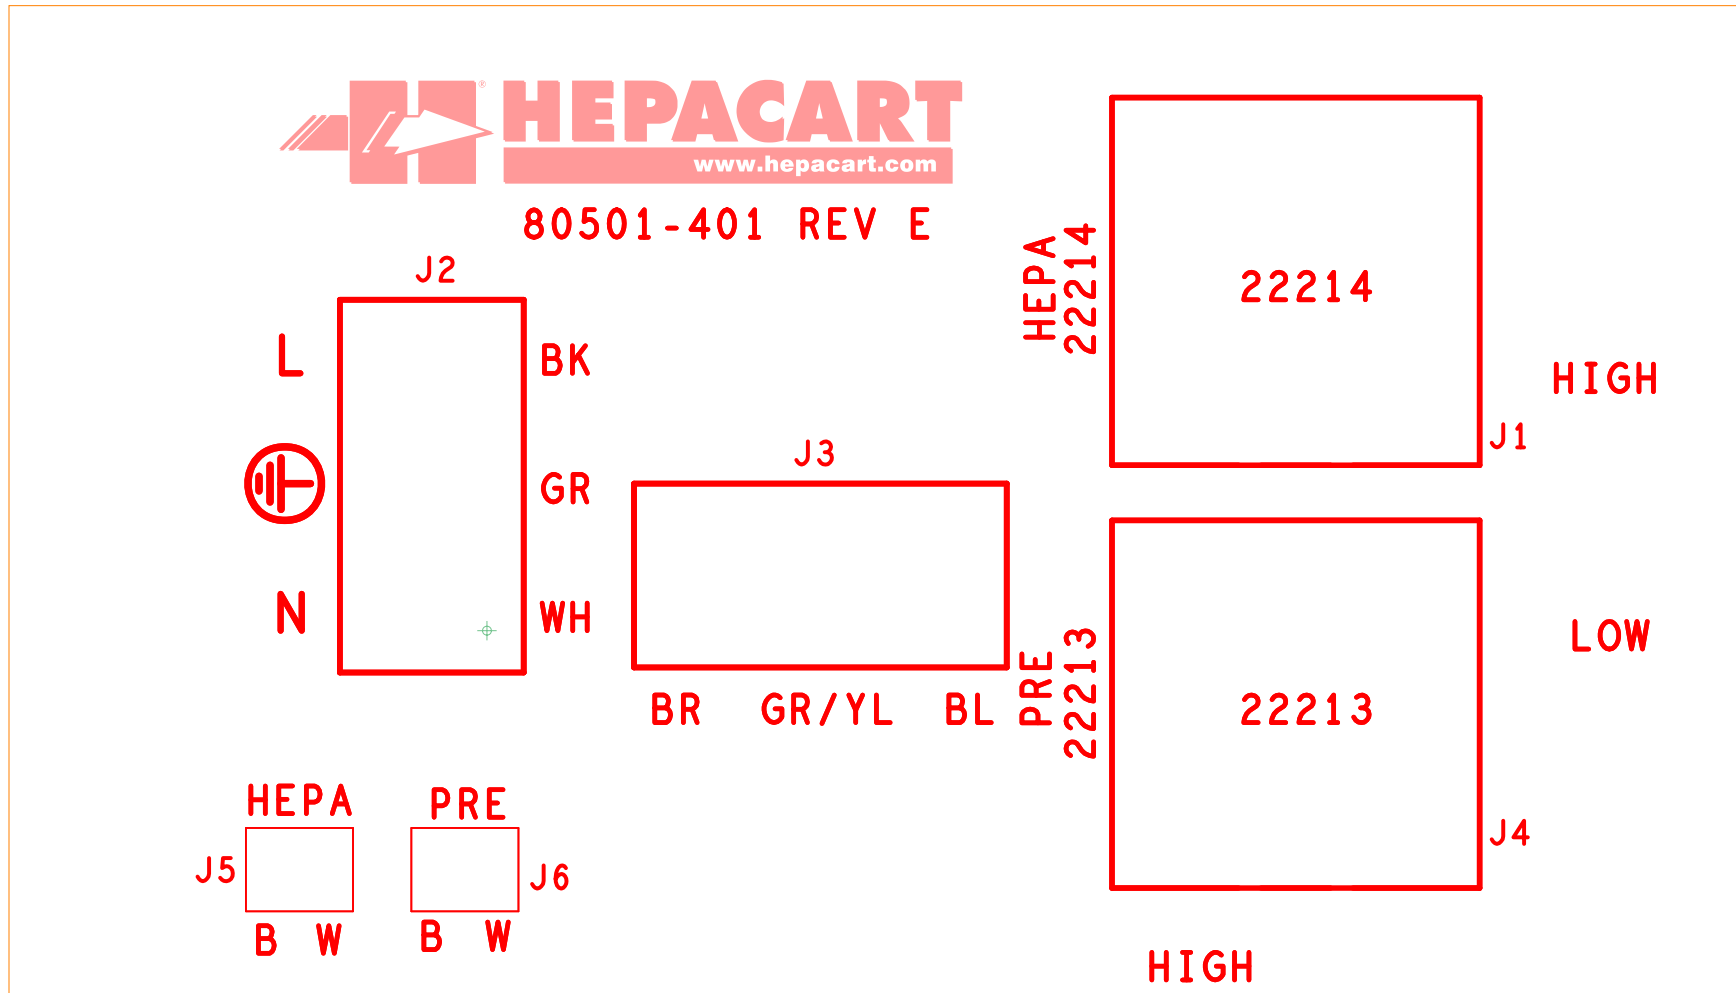 HEPACART
®
www.hepacart.com
80501-401 REV E
J2
L
BK
GR
N
WH
J3
BR GR/YL BL
HEPA
22214
22214
HIGH
J1
PRE
22213
22213
LOW
J4
HEPA
J5
B W
PRE
J6
B W
HIGH